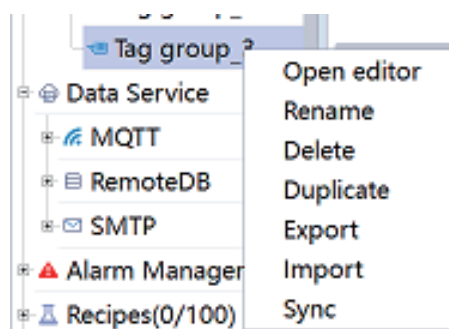 Tag group_
Open editor
Data Service
Rename
MQTT
Delete
RemoteDB
Duplicate
SMTP
Export
Alarm Manager
Import
Recipes(0/100)
Sync